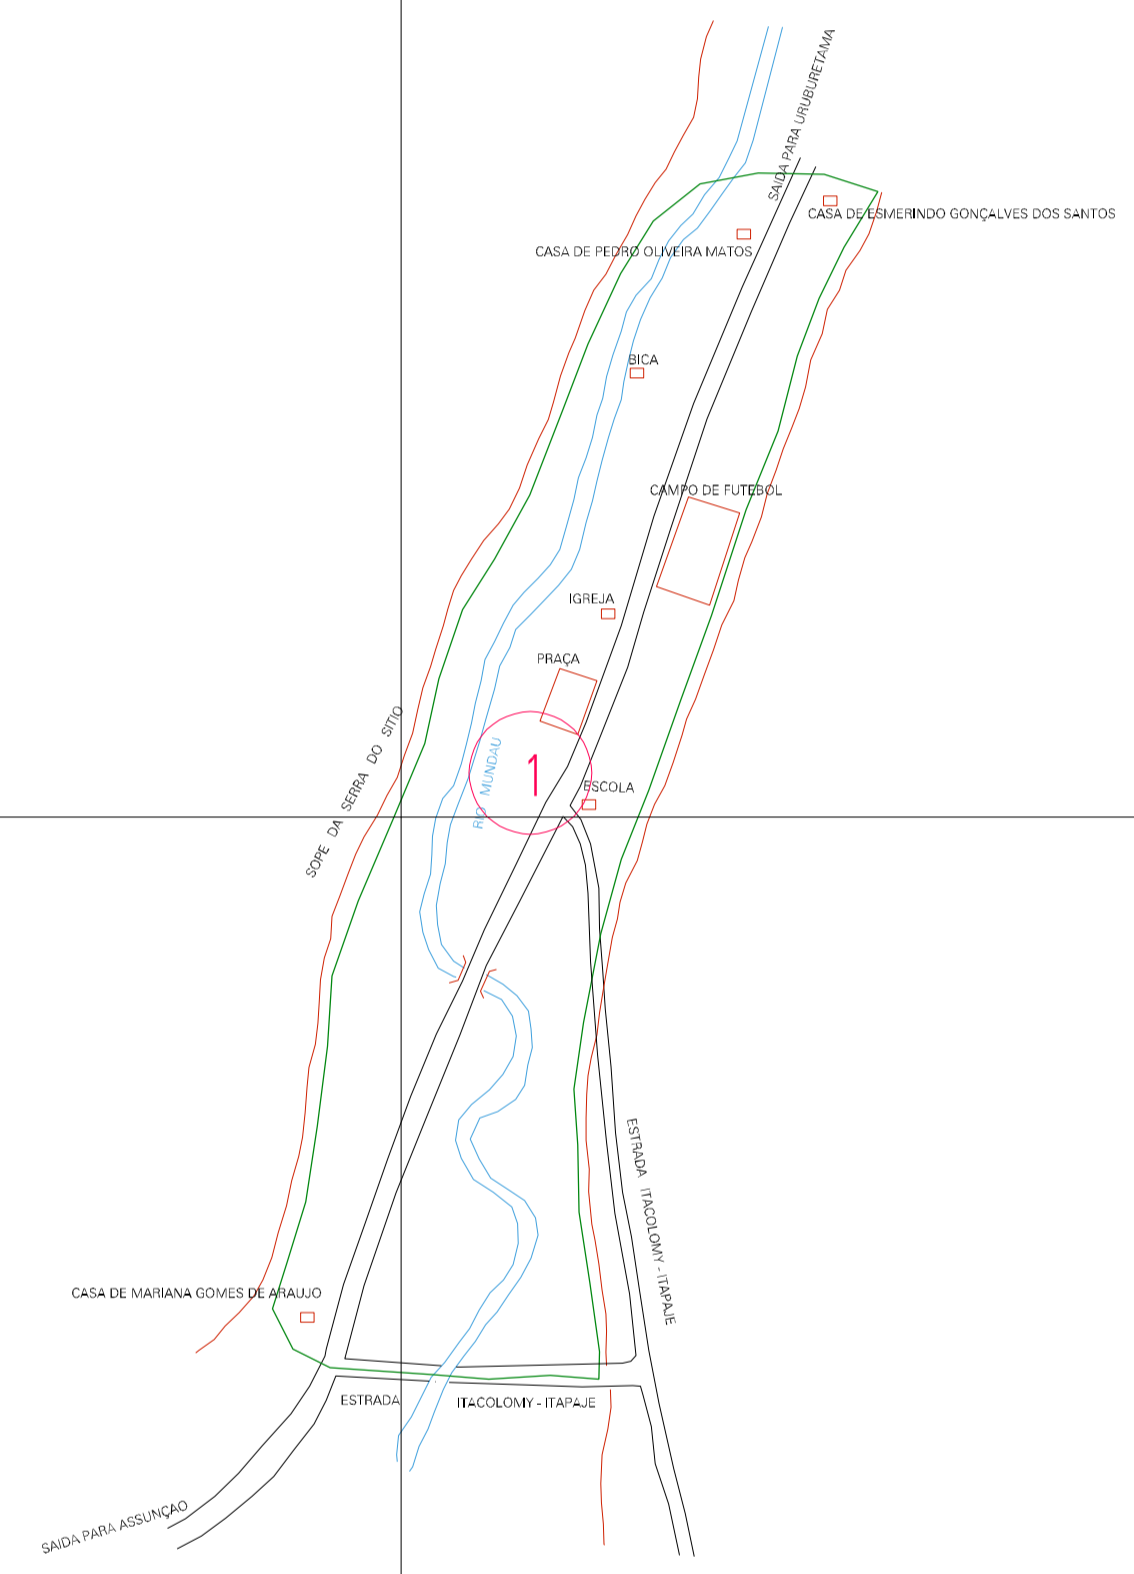 SAIDA PARA URUBURETAMA
CASA DE ESMERINDO GONÇALVES DOS SANTOS
CASA DE PEDRO OLIVEIRA MATOS
BICA
CAMPO DE FUTEBOL
IGREJA
PRAÇA
SOPE DA SERRA DO SITIO
RIO MUNDAU
1
ESCOLA
ESTRADA ITACOLOMY - ITAPAJE
CASA DE MARIANA GOMES DE ARAUJO
ESTRADA ITACOLOMY - ITAPAJE
SAIDA PARA ASSUNÇAO